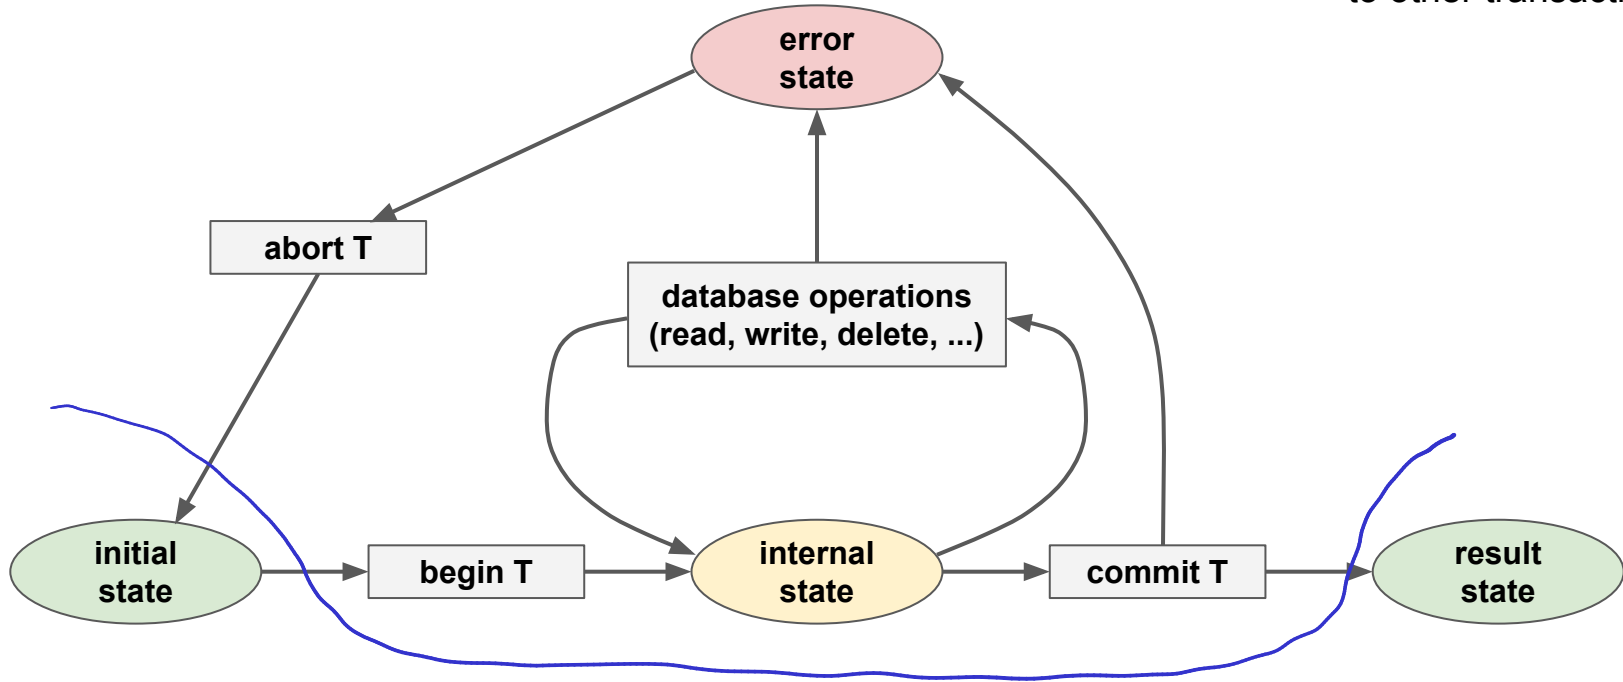 error
state
abort T
database operations
(read, write, delete, ...)
initial
state
begin T
internal
state
commit T
result
state